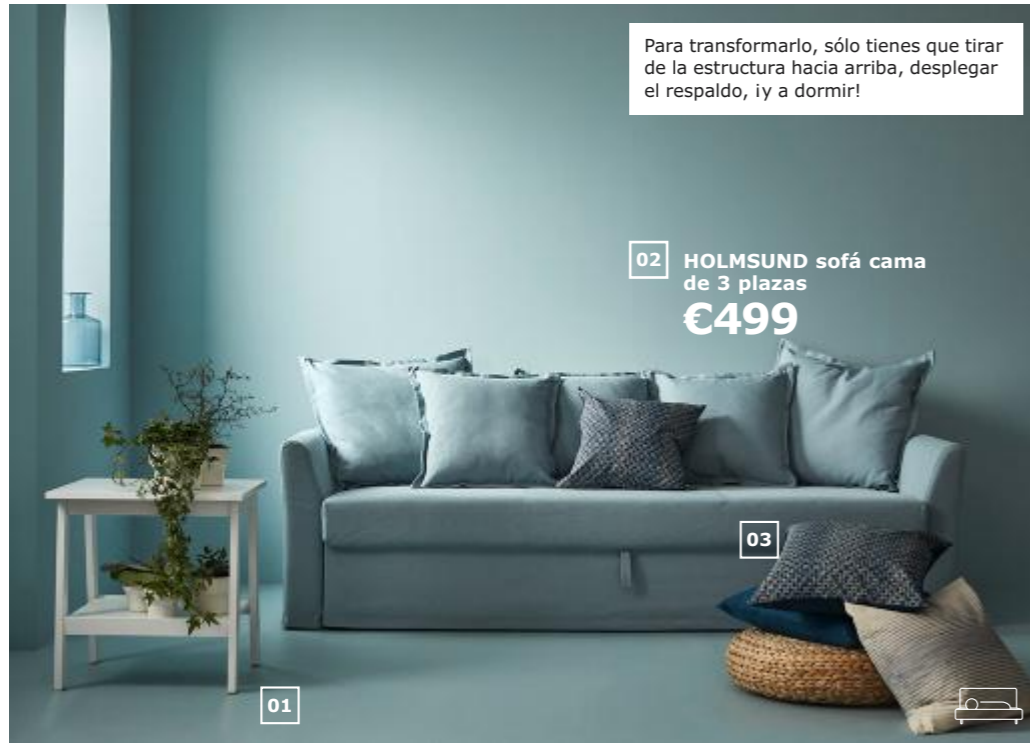 Para transformarlo, sólo tienes que tirar
de la estructura hacia arriba, desplegar
el respaldo, ¡y a dormir!
02 HOLMSUND sofá cama
de 3 plazas
€499
03
01